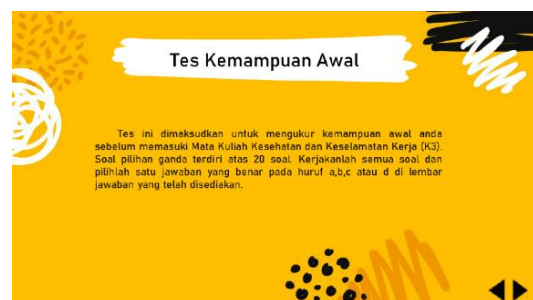 Tes Kemampuan Awal
Tes ini dimaksudkan untuk mengukur kemampuan awal anda
sebelum memasuki Mata Kuliah Kesehatan dan Keselamatan Kerja (K3).
Soal pilihan ganda terdiri atas 20 soal. Kerjakanlah semua soal dan
pilihlah satu jawaban yang benar pada huruf a,b,c atau d di lembar
jawaban yang telah disediakan.